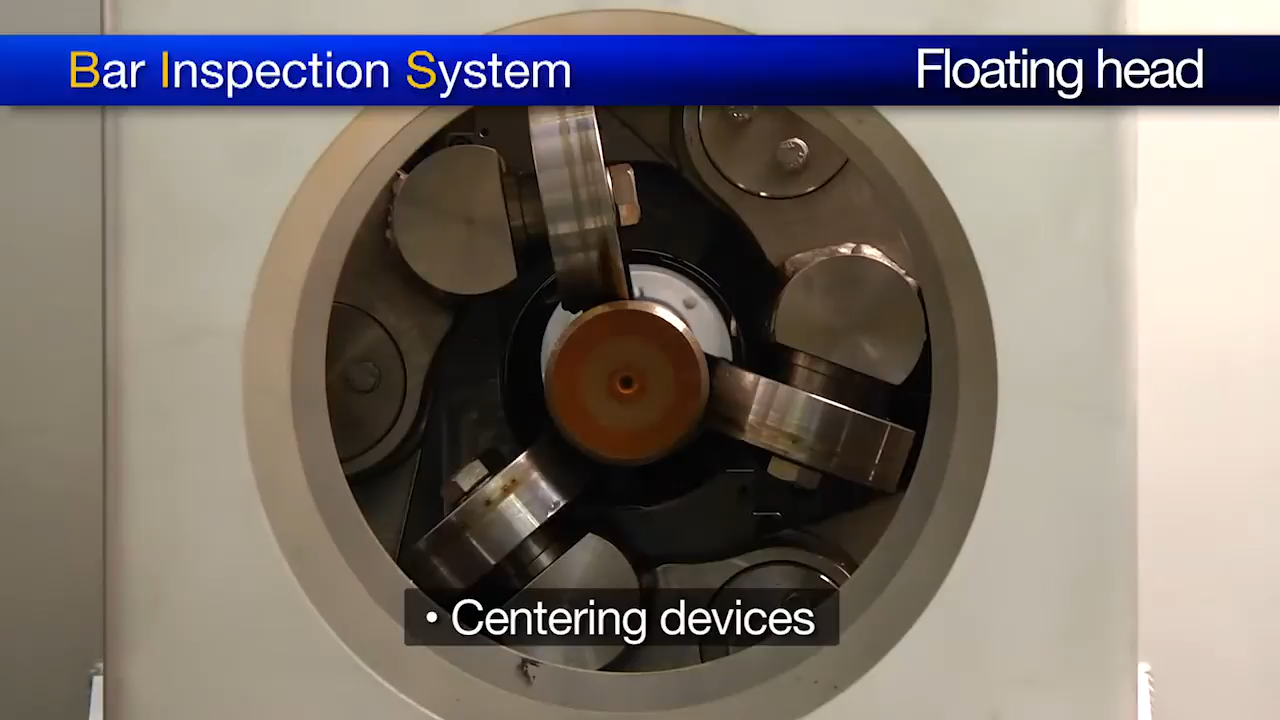 Bar Inspection System
Floating head
• Centering devices